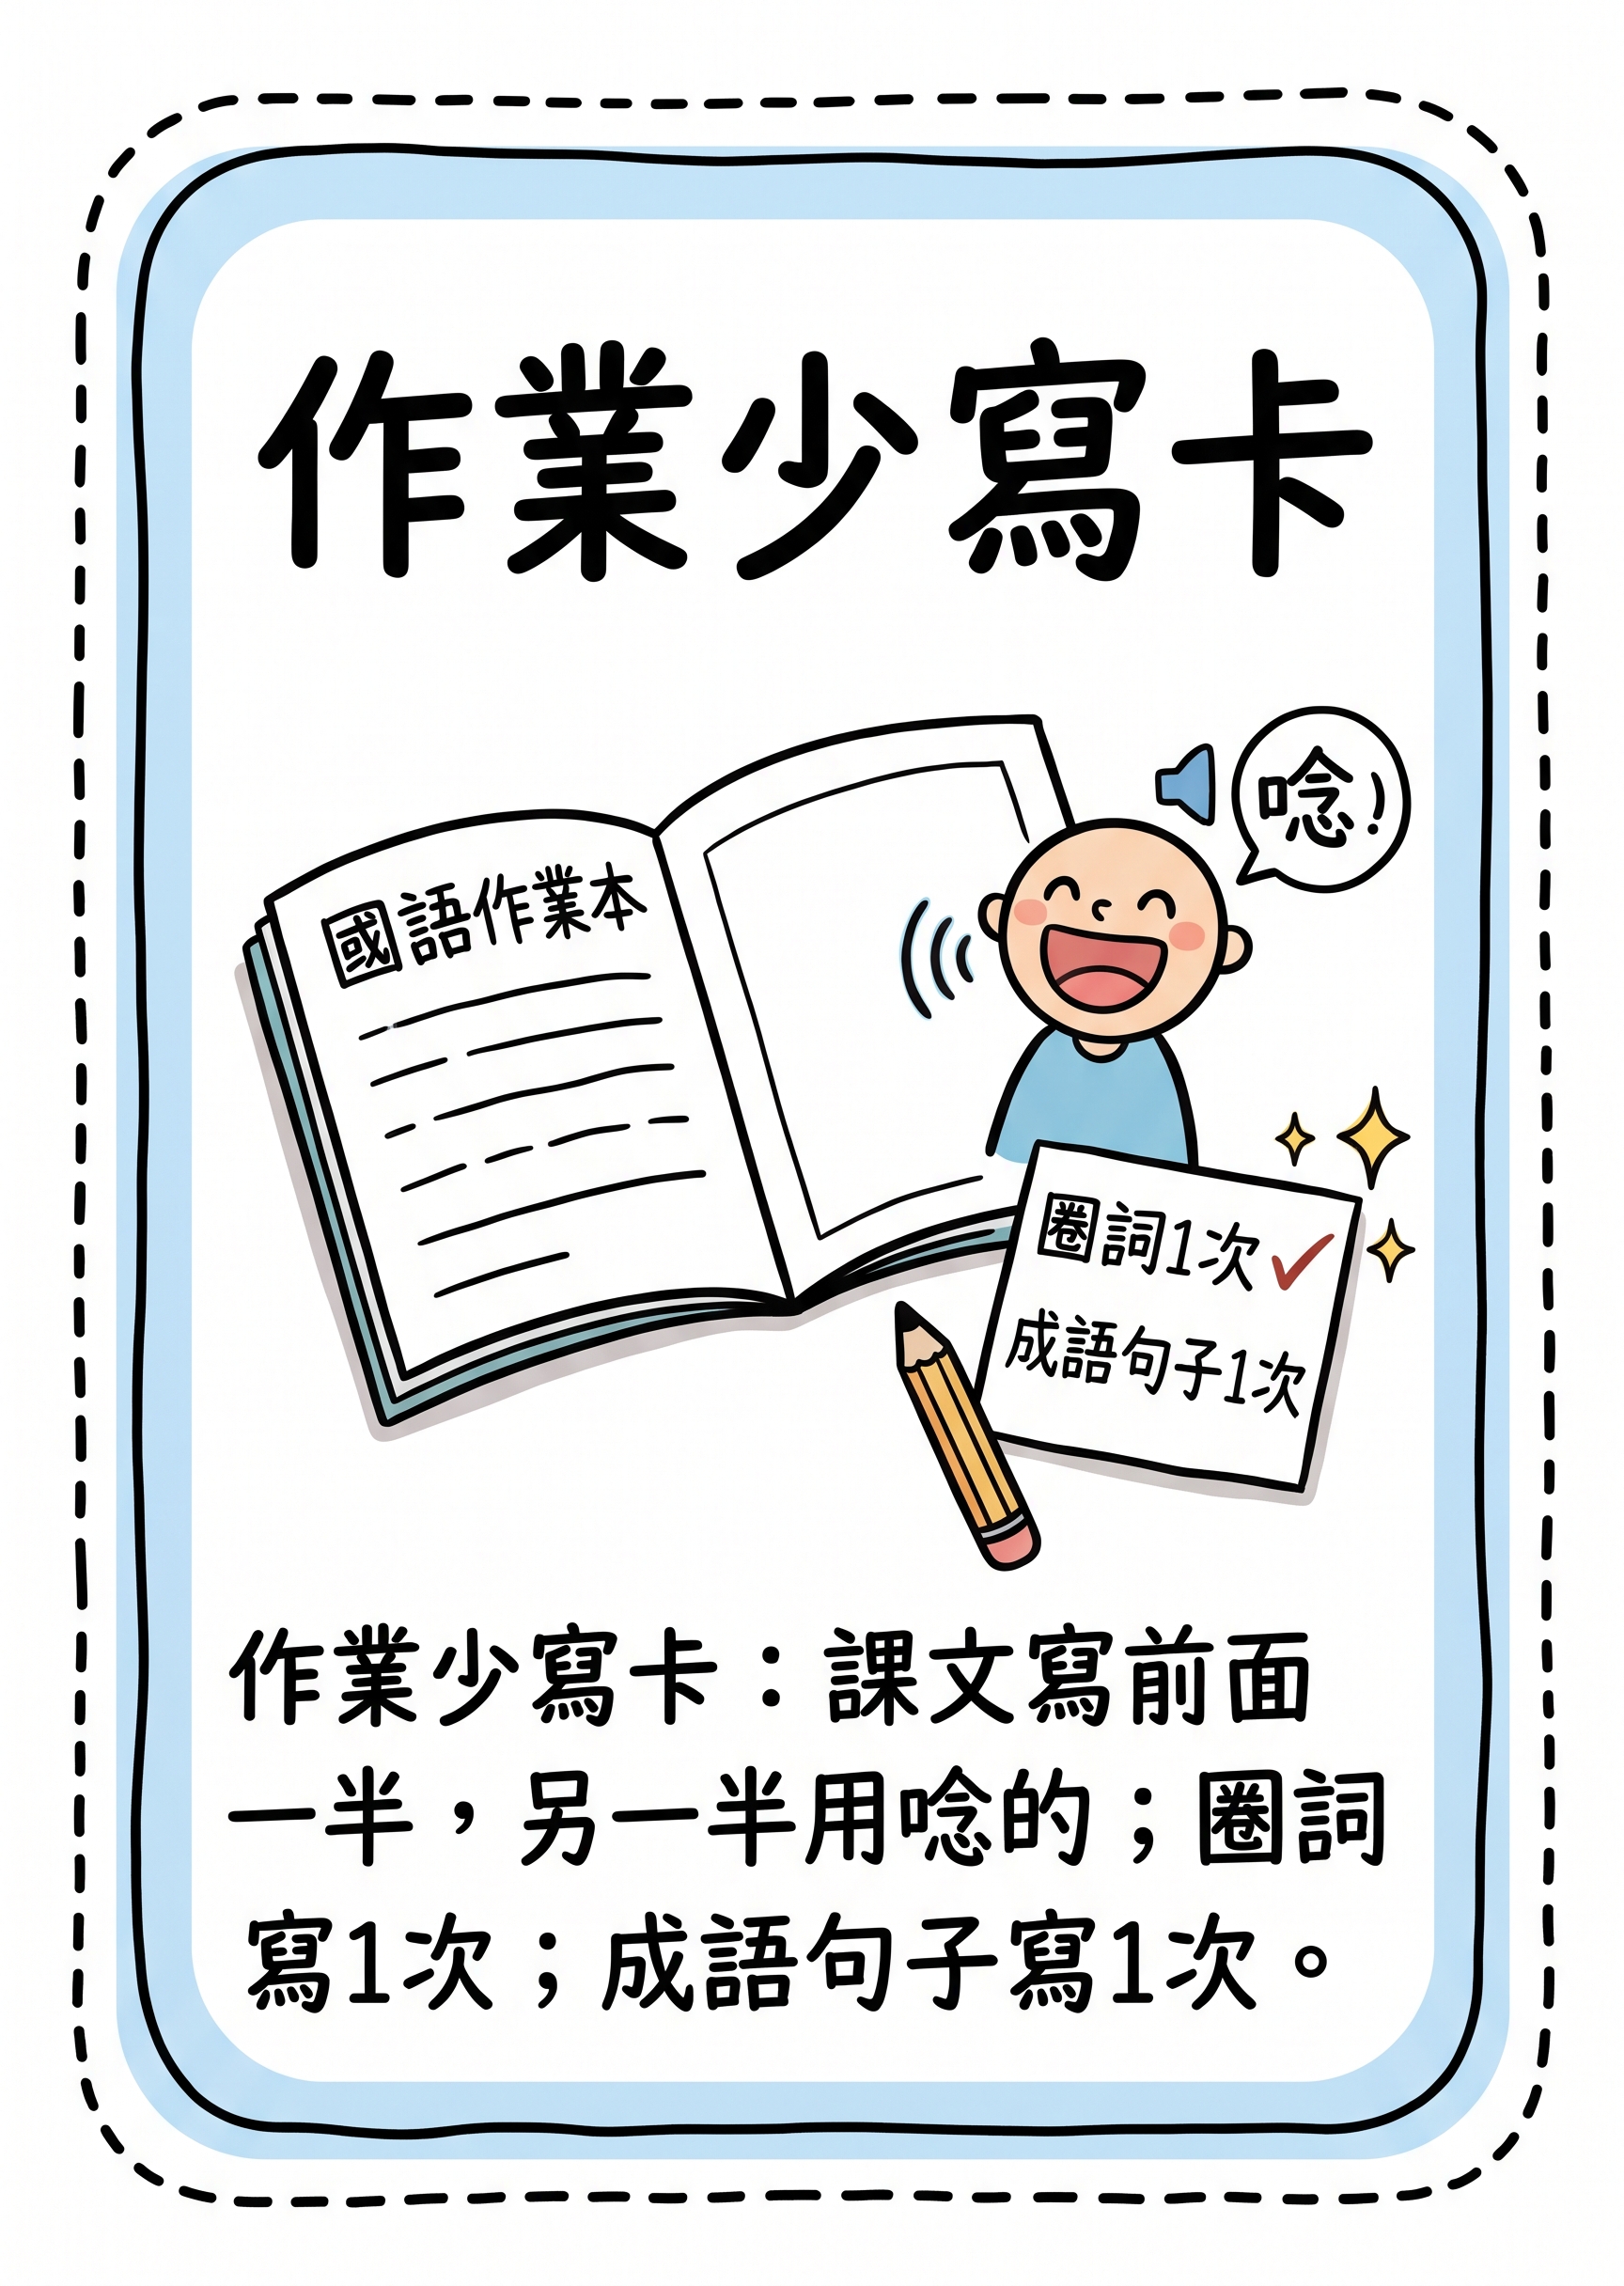 作業少寫卡
唸!
國語作業本
圈詞1次
成語句子1次
作業少寫卡：課文寫前面
一半，另一半用唸的；圈詞
寫1次；成語句子寫1次。